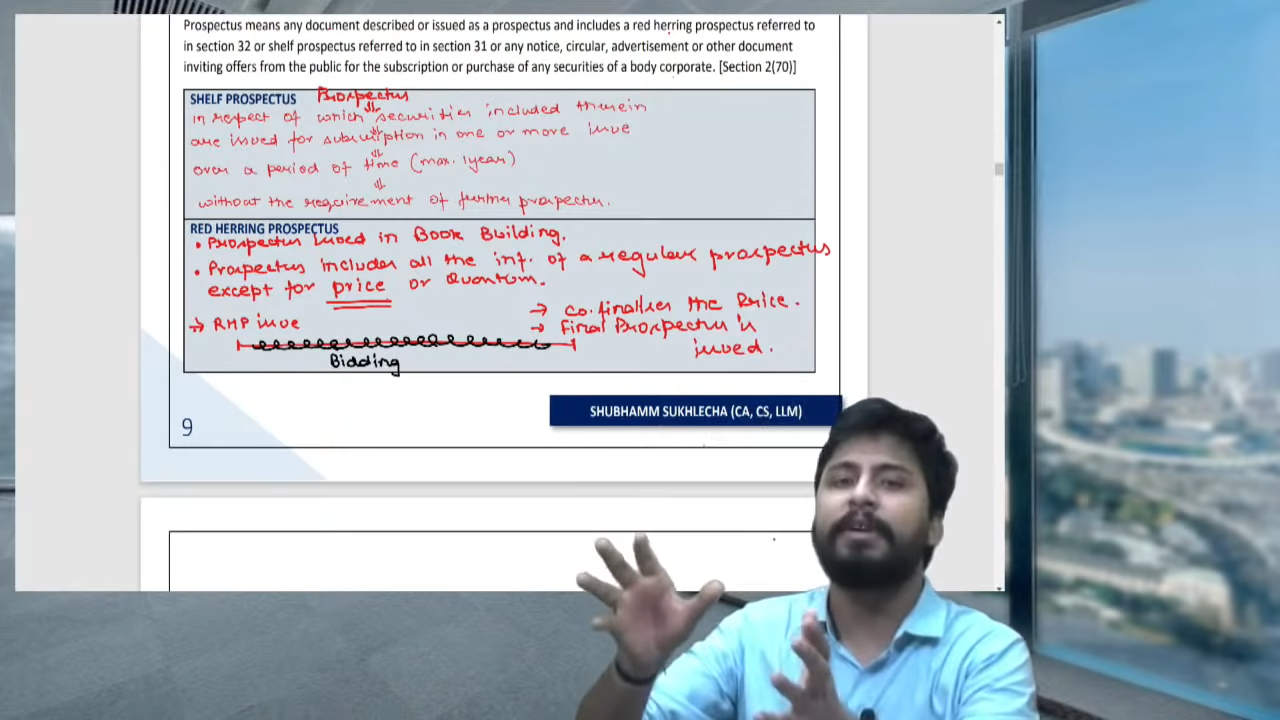 Prospectus means any document described or issued as a prospectus and includes a red herring prospectus referred to
in section 32 or shelf prospectus referred to in section 31 or any notice, circular, advertisement or other document
inviting offers from the public for the subscription or purchase of any securities of a body corporate. [Section 2(70)]
SHELF PROSPECTUS Prospectus
in respect of which securities included therein
are issued for subscription in one or more issue
over a period of time (max. 1year)
without the requirement of further prospectus.
RED HERRING PROSPECTUS
• Prospectus issued in Book Building.
• Prospectus includes all the inf. of a regular prospectus
except for price or Quantum.
→ RHP issue
→ co. finalises the Price.
→ Final Prospectus is
issued.
Bidding
SHUBHAMM SUKHLECHA (CA, CS, LLM)
9